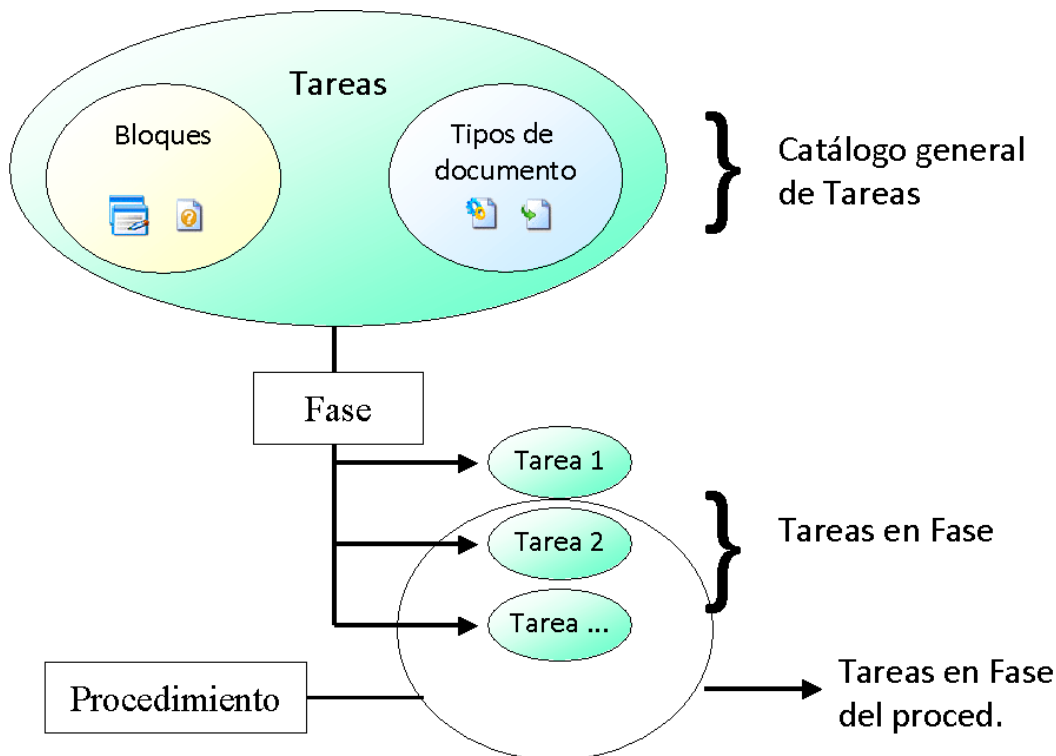 Tareas
Bloques
Tipos de
documento
Catálogo general
de Tareas
Fase
Tarea 1
Tarea 2
Tareas en Fase
Tarea ...
Procedimiento
Tareas en Fase
del proced.